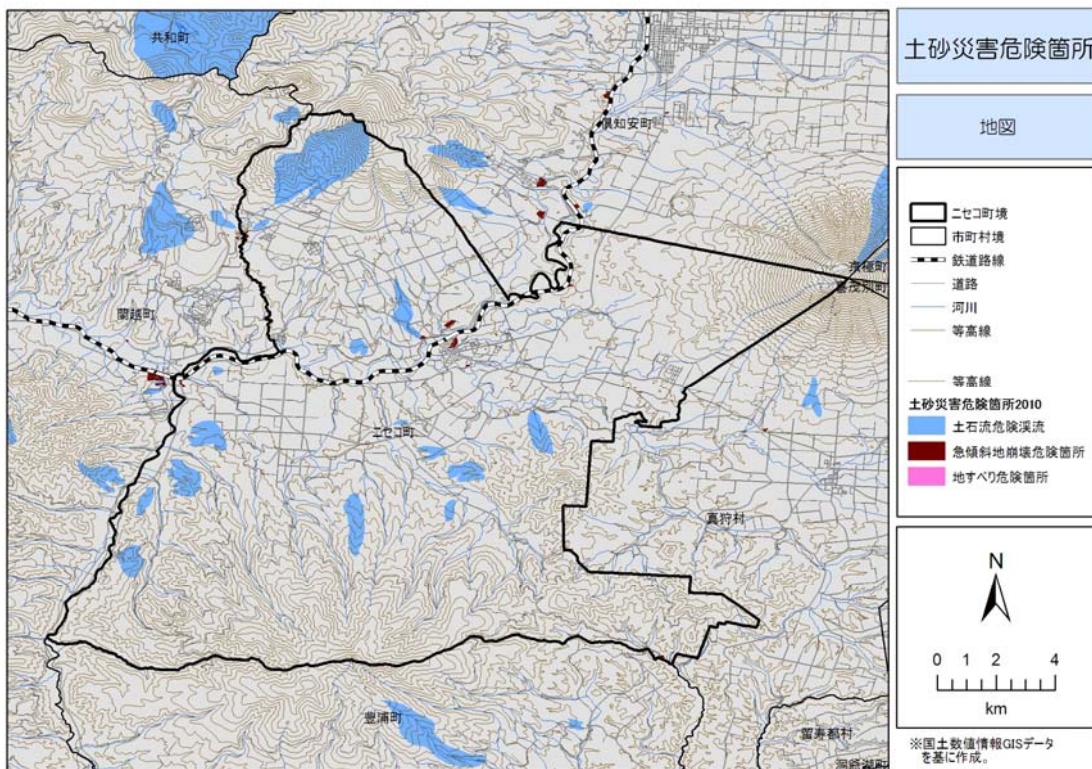 土砂災害危険箇所
地図
共和町
倶知安町
蘭越町
ニセコ町
真狩村
豊浦町
留寿都村
ニセコ町境
市町村境
鉄道路線
道路
河川
等高線
等高線
土砂災害危険箇所2010
土石流危険渓流
急傾斜地崩壊危険箇所
地すべり危険箇所
N
0 1 2 4
km
※国土数値情報GISデータ
を基に作成。